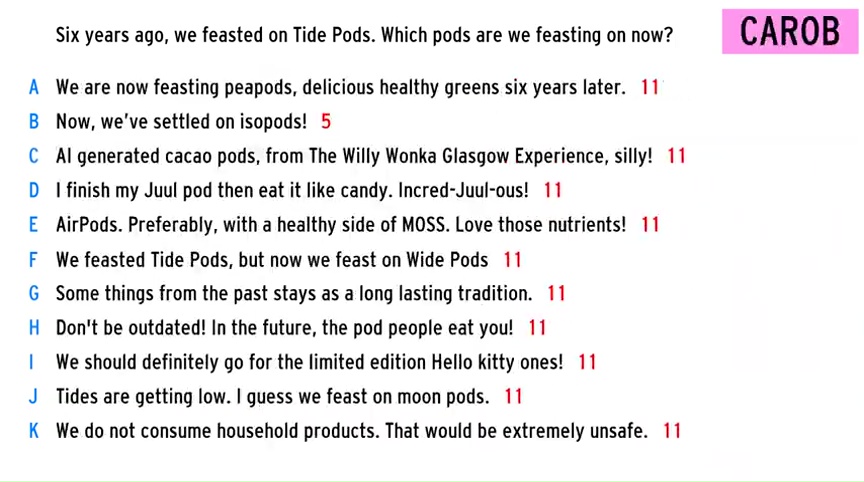 Six years ago, we feasted on Tide Pods. Which pods are we feasting on now?
CAROB
A We are now feasting peapods, delicious healthy greens six years later. 11
B Now, we've settled on isopods! 5
C AI generated cacao pods, from The Willy Wonka Glasgow Experience, silly! 11
D I finish my Juul pod then eat it like candy. Incred-Juul-ous! 11
E AirPods. Preferably, with a healthy side of MOSS. Love those nutrients! 11
F We feasted Tide Pods, but now we feast on Wide Pods 11
G Some things from the past stays as a long lasting tradition. 11
H Don't be outdated! In the future, the pod people eat you! 11
I We should definitely go for the limited edition Hello kitty ones! 11
J Tides are getting low. I guess we feast on moon pods. 11
K We do not consume household products. That would be extremely unsafe. 11